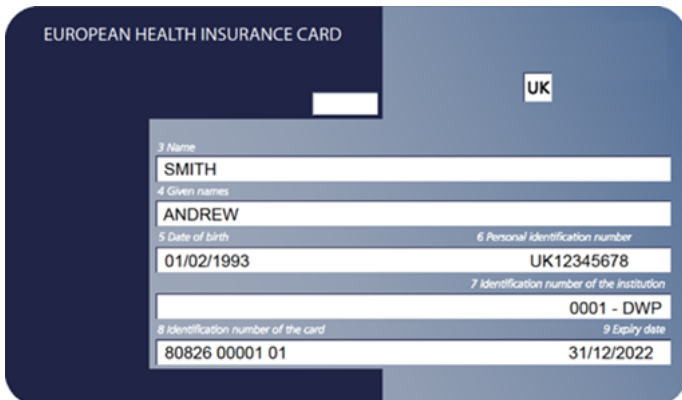 EUROPEAN HEALTH INSURANCE CARD
UK
3 Name
SMITH
4 Given names
ANDREW
5 Date of birth 6 Personal identification number
01/02/1993 UK12345678
7 Identification number of the institution
0001 - DWP
8 Identification number of the card 9 Expiry date
80826 00001 01 31/12/2022